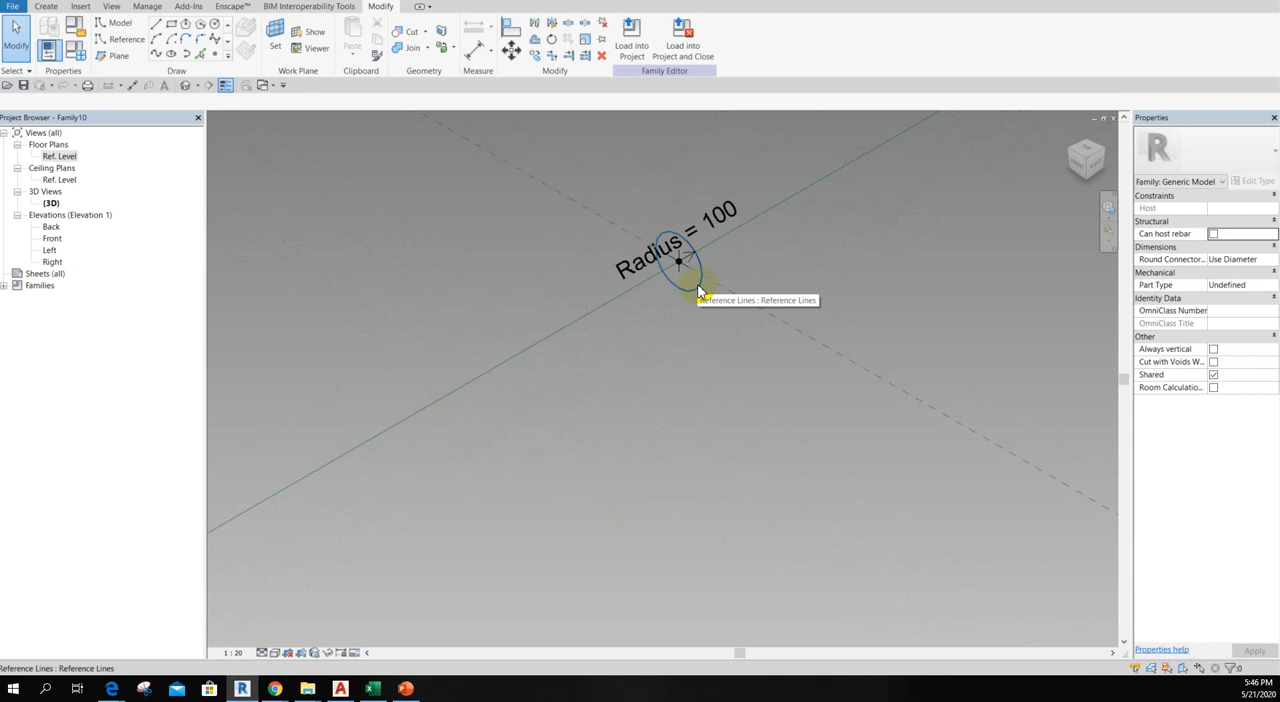 File Create Insert View Manage Add-Ins Enscape™ BIM Interoperability Tools Modify
Modify
Model
Reference
Plane
Set
Show
Viewer
Paste
Cut
Join
Load into
Project
Load into
Project and Close
Select Properties Draw Work Plane Clipboard Geometry Measure Modify Family Editor
Project Browser - Family10
Views (all)
Floor Plans
Ref. Level
Ceiling Plans
Ref. Level
3D Views
(3D)
Elevations (Elevation 1)
Back
Front
Left
Right
Sheets (all)
Families
Radius = 100
Reference Lines : Reference Lines
Properties
R
Family: Generic Model Edit Type
Constraints
Host
Structural
Can host rebar
Dimensions
Round Connector... Use Diameter
Mechanical
Part Type Undefined
Identity Data
OmniClass Number
OmniClass Title
Other
Always vertical
Cut with Voids W...
Shared
Room Calculatio...
Properties help Apply
1 : 20
Reference Lines : Reference Lines
:0
5:46 PM
5/21/2020